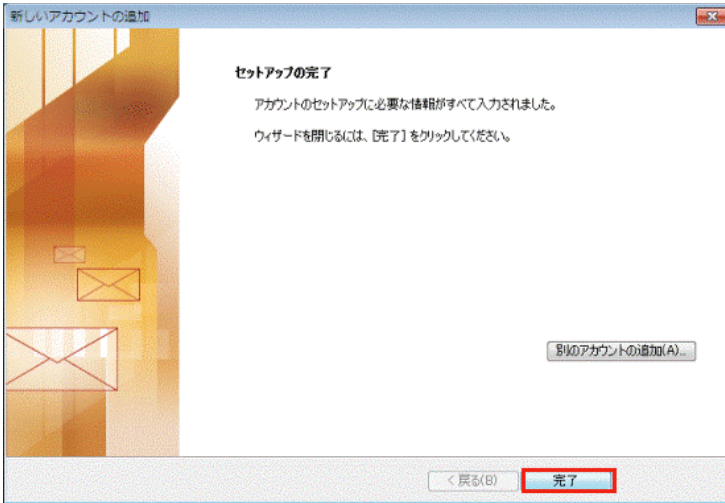 新しいアカウントの追加
セットアップの完了
アカウントのセットアップに必要な情報がすべて入力されました。
ウィザードを閉じるには、[完了] をクリックしてください。
別のアカウントの追加(A)...
< 戻る(B)
完了